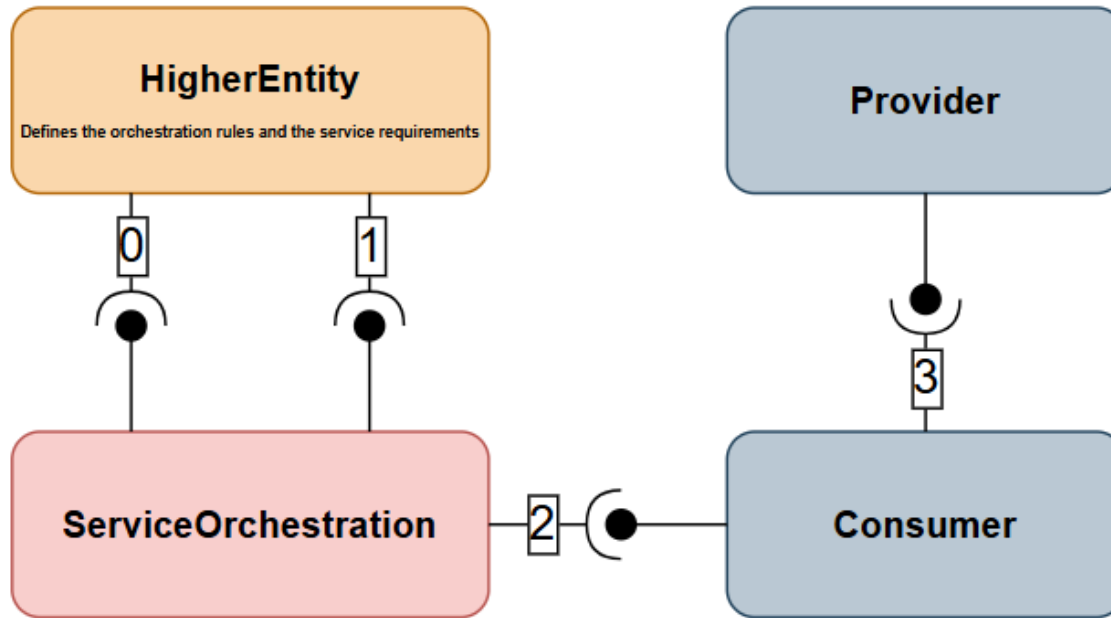 HigherEntity
Defines the orchestration rules and the service requirements
Provider
0
1
3
ServiceOrchestration
2
Consumer